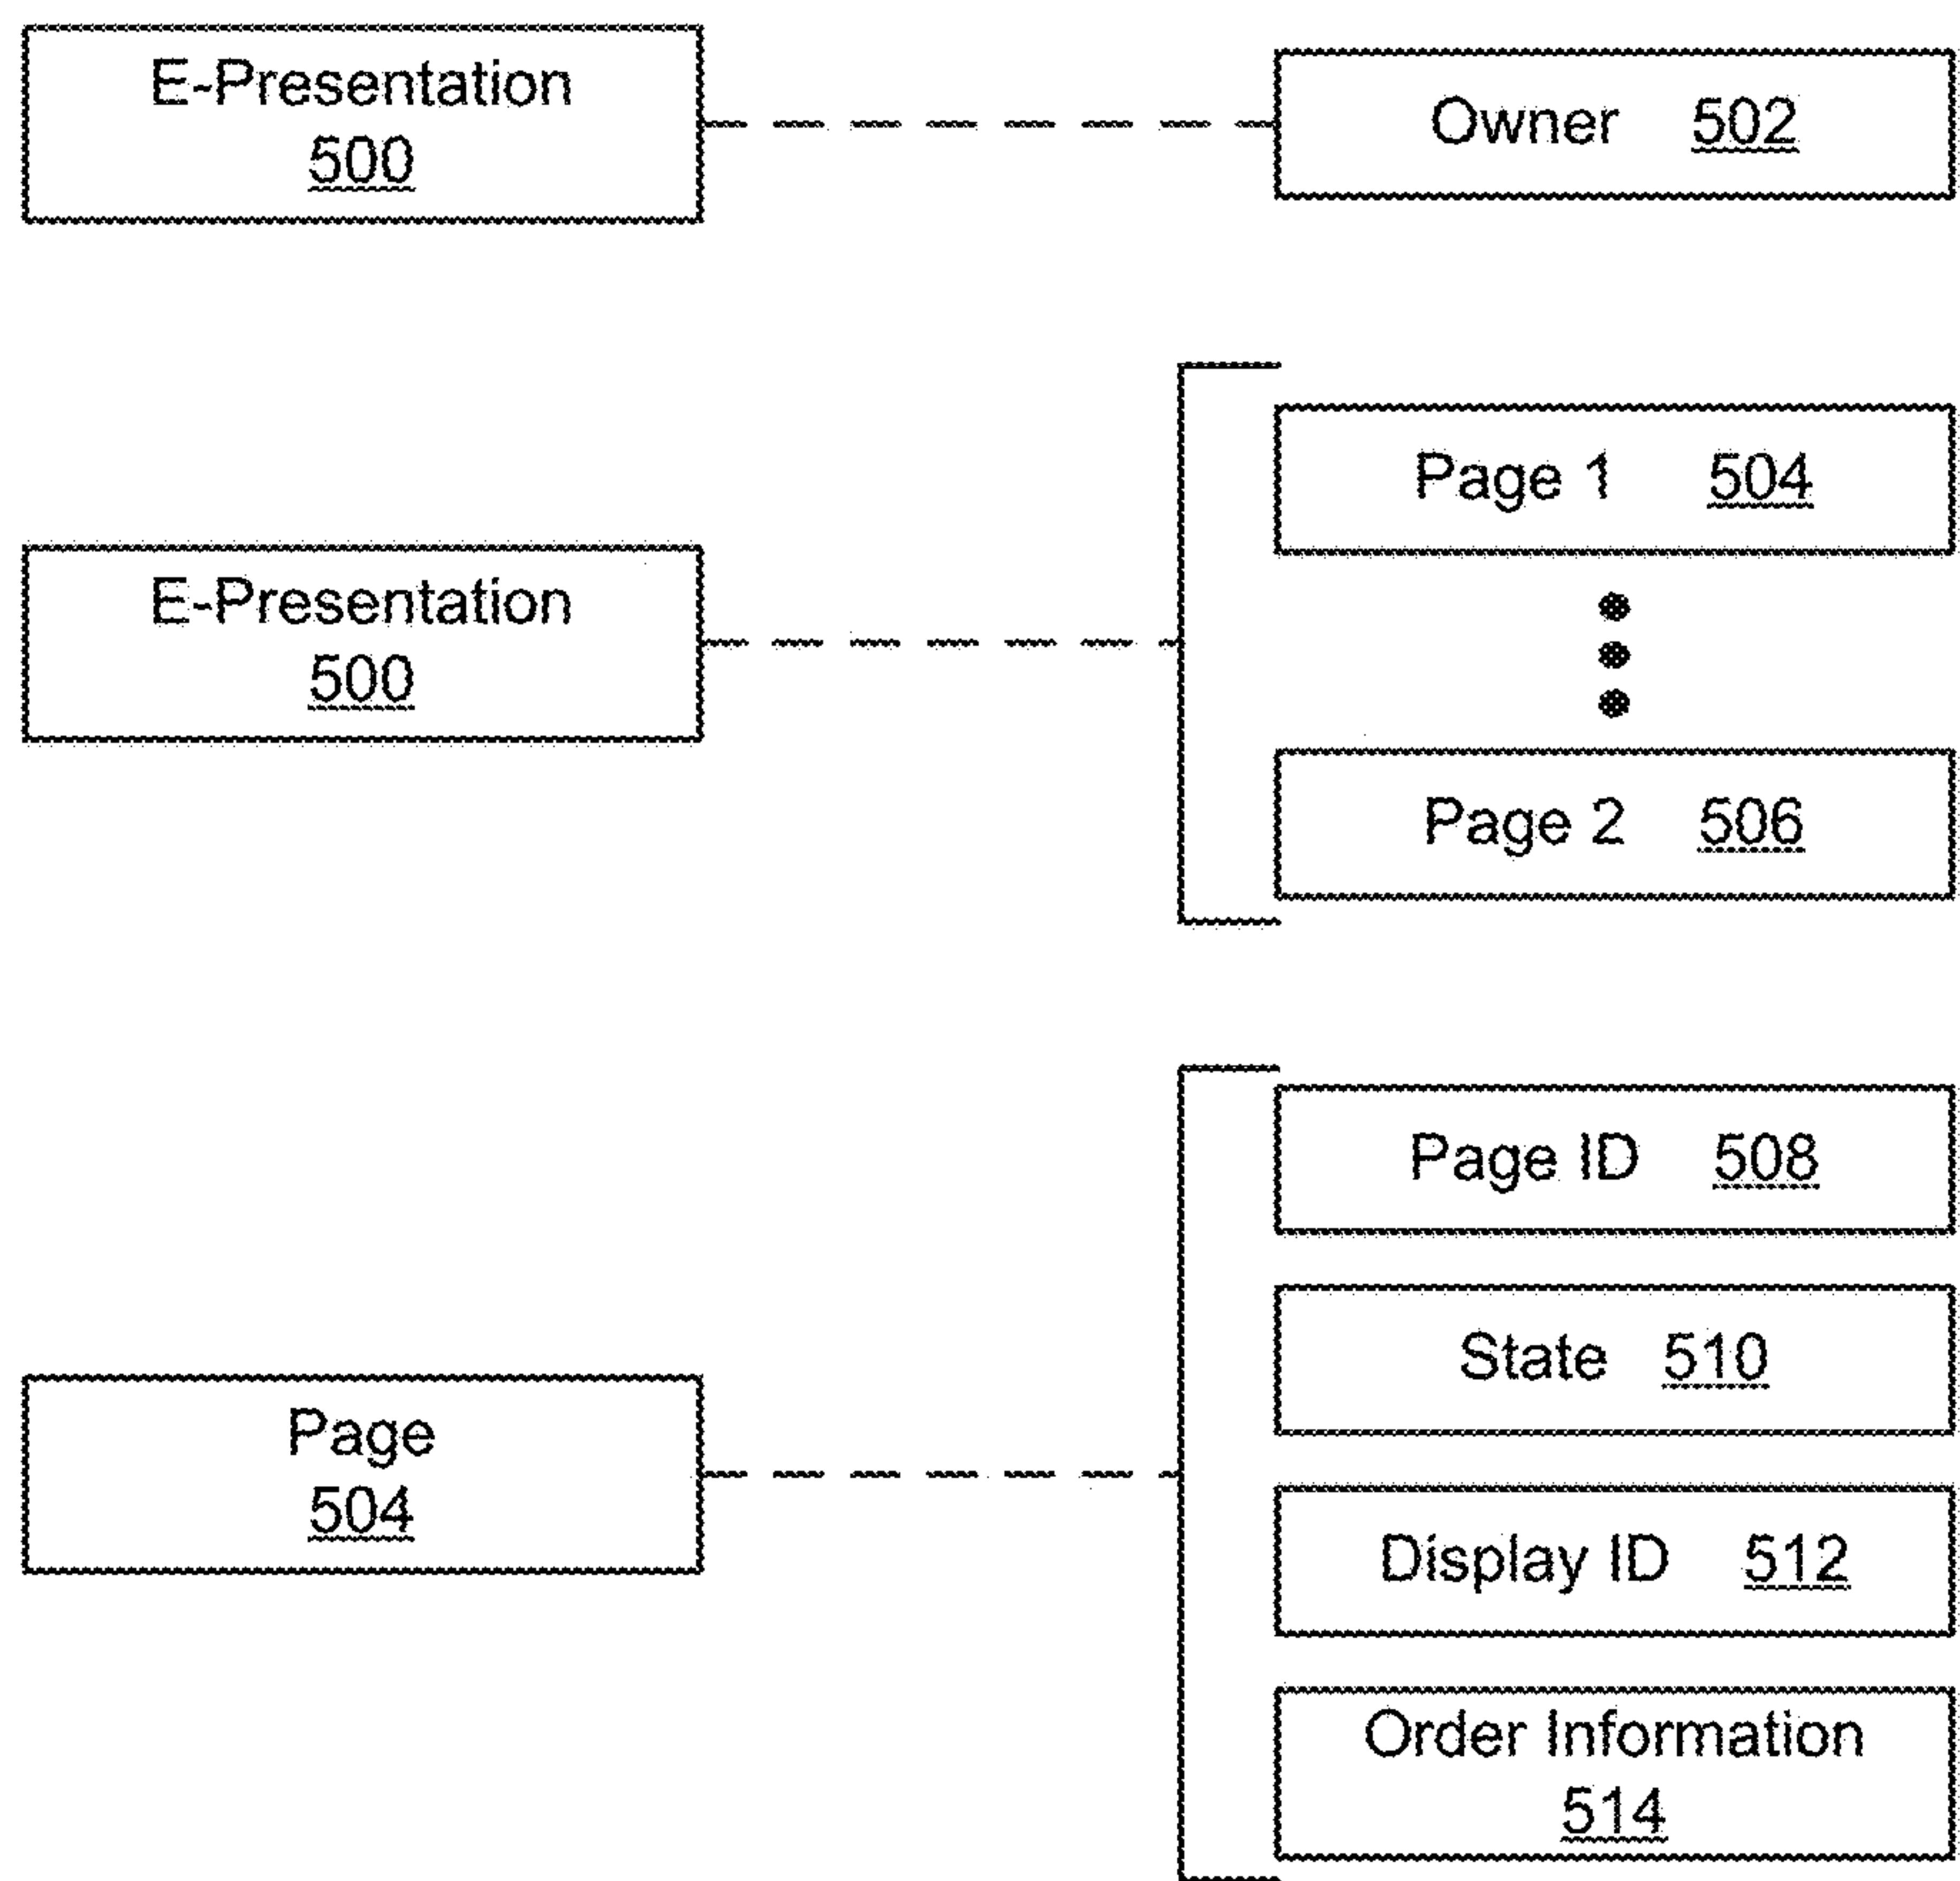 E-Presentation
500
Owner 502
Page 1 504
E-Presentation
500
Page 2 506
Page ID 508
State 510
Page
504
Display ID 512
Order Information
514